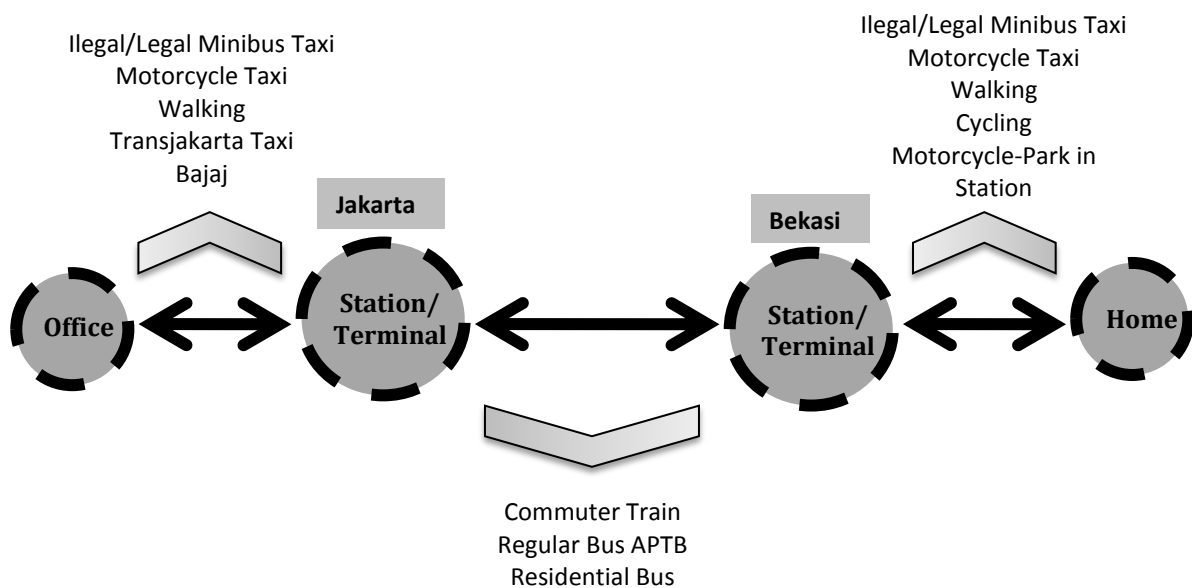 Ilegal/Legal Minibus Taxi
Motorcycle Taxi
Walking
Transjakarta Taxi
Bajaj
Ilegal/Legal Minibus Taxi
Motorcycle Taxi
Walking
Cycling
Motorcycle-Park in
Station
Jakarta
Bekasi
Office
Station/
Terminal
Station/
Terminal
Home
Commuter Train
Regular Bus APTB
Residential Bus